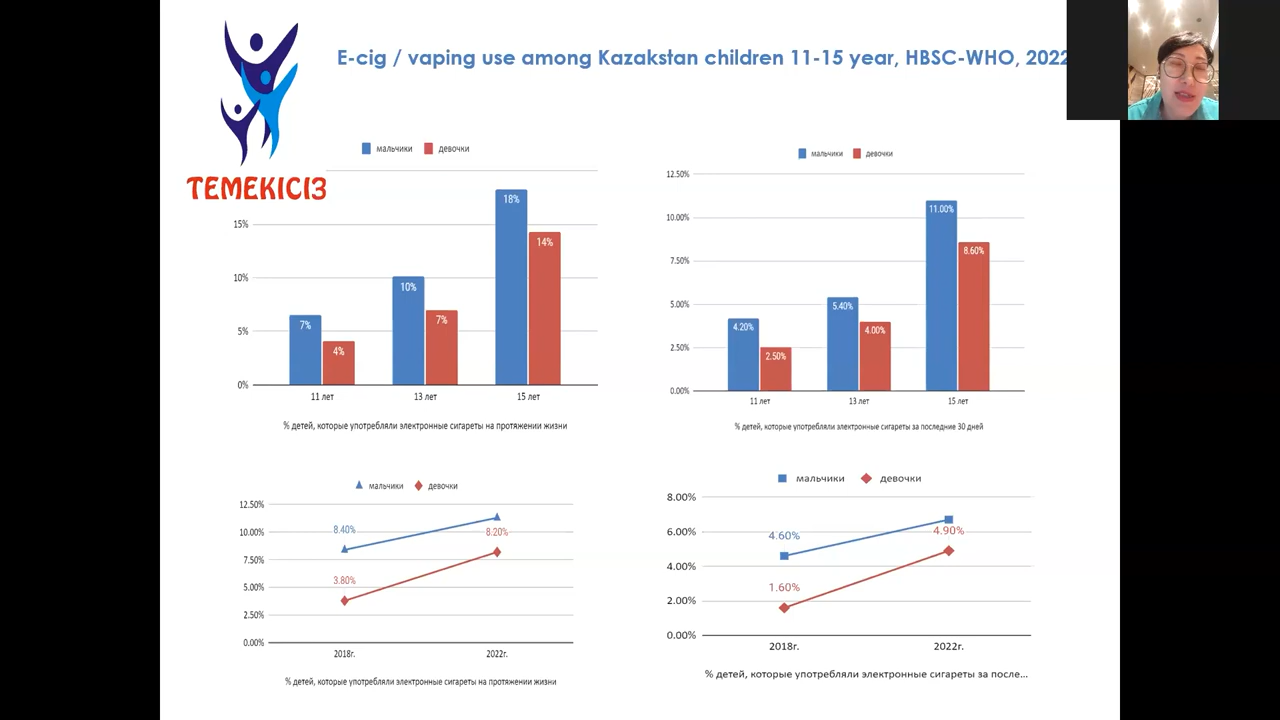 E-cig / vaping use among Kazakstan children 11-15 year, HBSC-WHO, 2022
ТЕМЕКІСІЗ
мальчики девочки
15%
10%
5%
0%
18%
14%
10%
7%
7%
4%
11 лет 13 лет 15 лет
% детей, которые употребляли электронные сигареты на протяжении жизни
мальчики девочки
12.50%
10.00%
7.50%
5.00%
2.50%
0.00%
11.00%
8.60%
5.40%
4.00%
4.20%
2.50%
11 лет 13 лет 15 лет
% детей, которые употребляли электронные сигареты за последние 30 дней
мальчики девочки
12.50%
10.00%
7.50%
5.00%
2.50%
0.00%
8.40%
8.20%
3.80%
2018г. 2022г.
% детей, которые употребляли электронные сигареты на протяжении жизни
мальчики девочки
8.00%
6.00%
4.00%
2.00%
0.00%
4.60%
4.90%
1.60%
2018г. 2022г.
% детей, которые употребляли электронные сигареты за после...